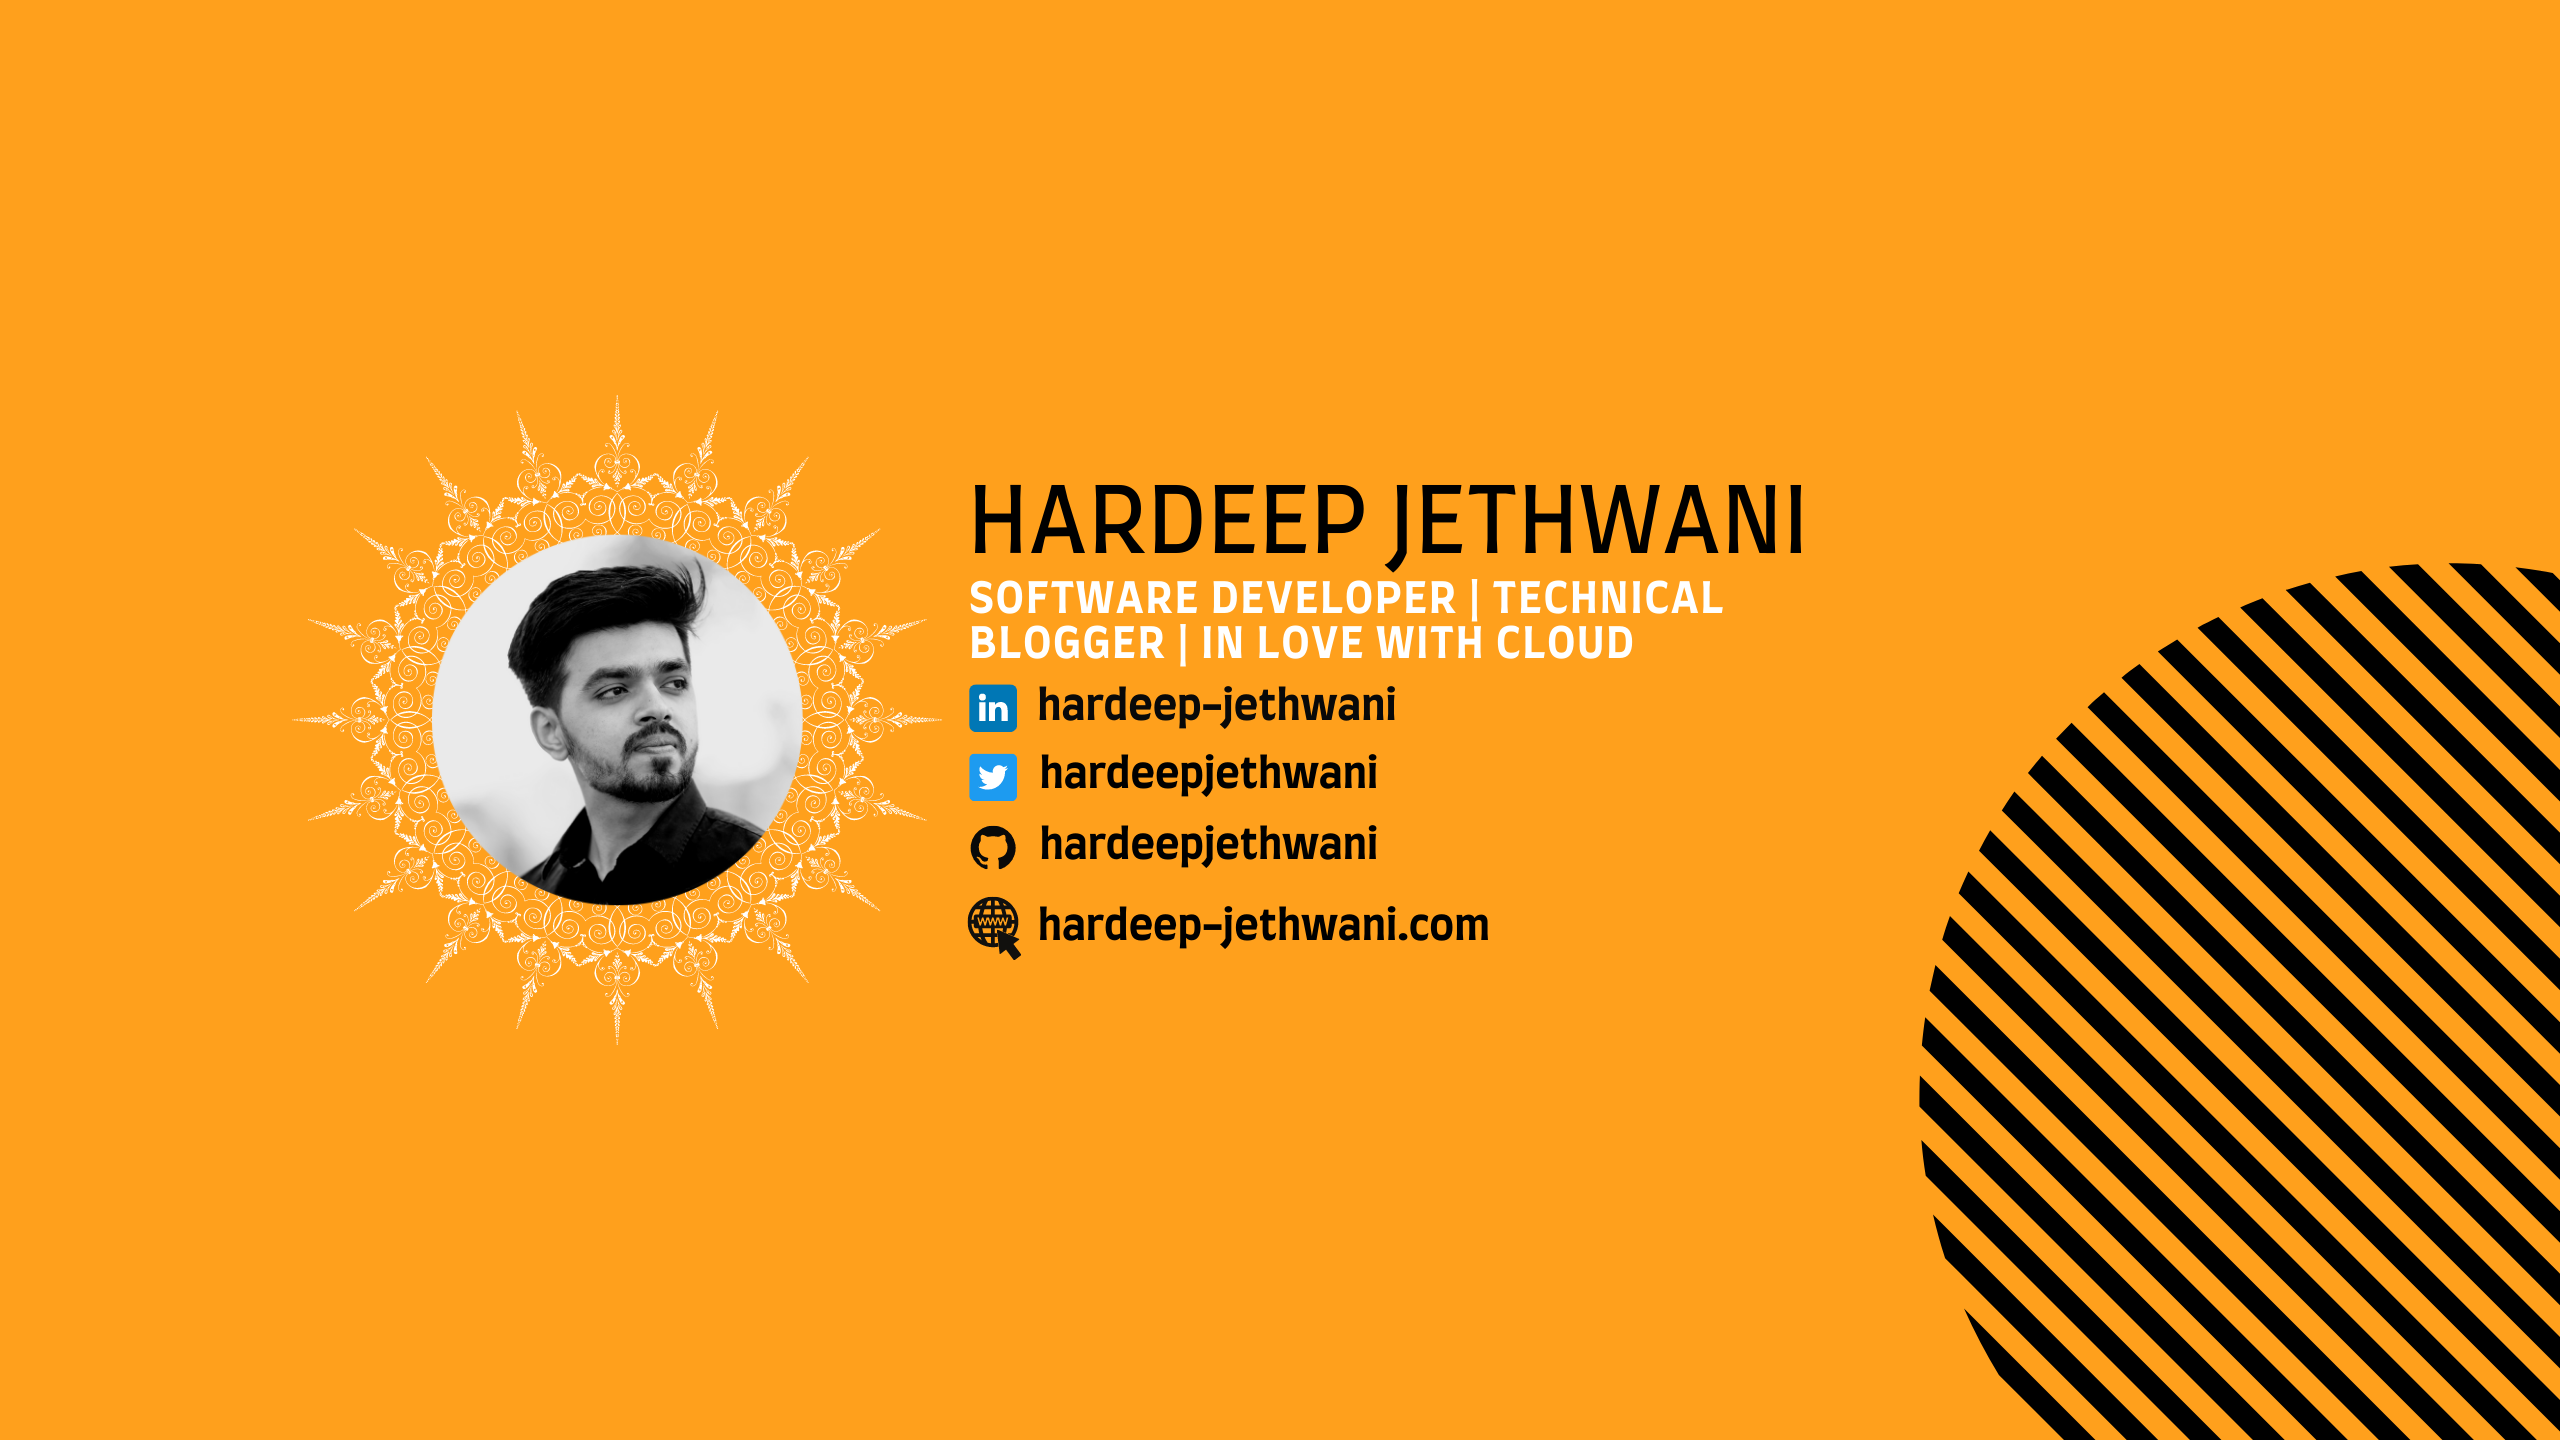 HARDEEP JETHWANI
SOFTWARE DEVELOPER | TECHNICAL
BLOGGER | IN LOVE WITH CLOUD
in hardeep-jethwani
hardeepjethwani
hardeepjethwani
www hardeep-jethwani.com